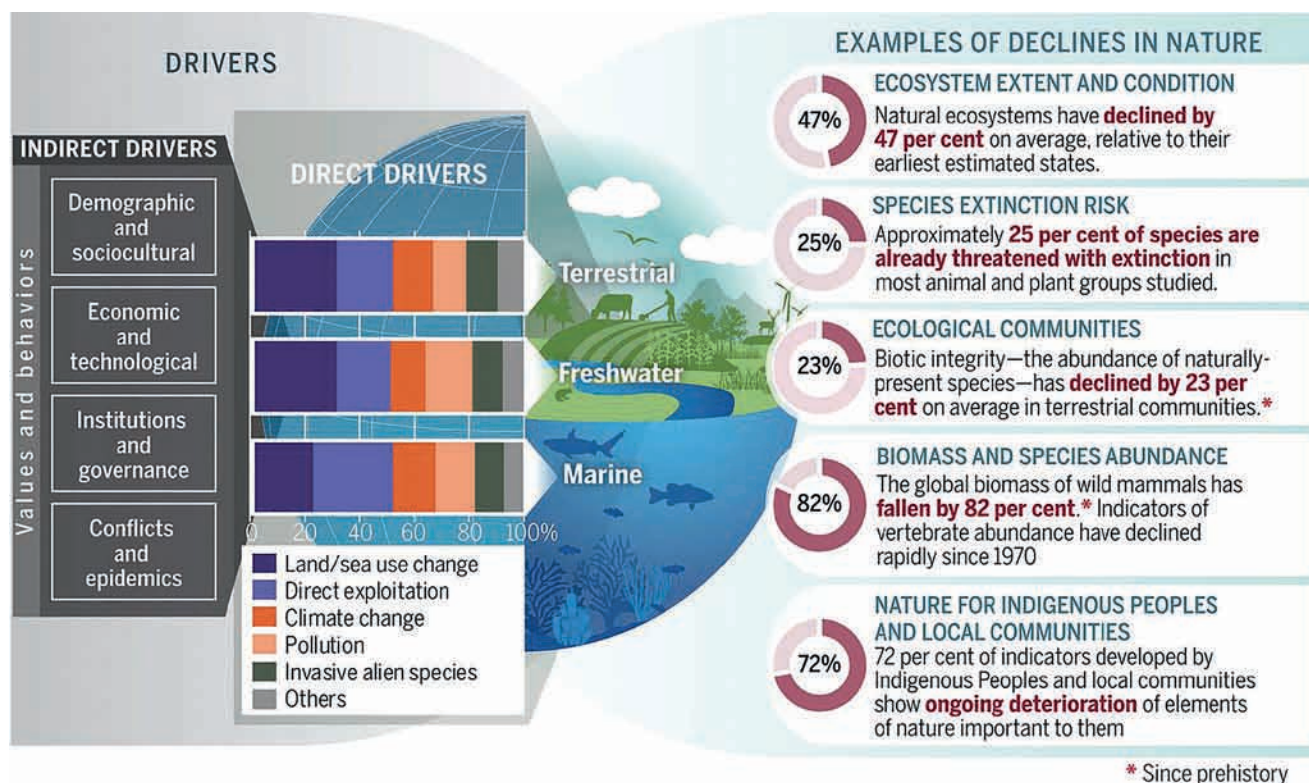 DRIVERS
INDIRECT DRIVERS
Values and behaviors
Demographic
and
sociocultural
Economic
and
technological
Institutions
and
governance
Conflicts
and
epidemics
DIRECT DRIVERS
Terrestrial
Freshwater
Marine
0 20 40 60 80 100%
Land/sea use change
Direct exploitation
Climate change
Pollution
Invasive alien species
Others
EXAMPLES OF DECLINES IN NATURE
47%
ECOSYSTEM EXTENT AND CONDITION
Natural ecosystems have declined by
47 per cent on average, relative to their
earliest estimated states.
25%
SPECIES EXTINCTION RISK
Approximately 25 per cent of species are
already threatened with extinction in
most animal and plant groups studied.
23%
ECOLOGICAL COMMUNITIES
Biotic integrity—the abundance of naturally-
present species—has declined by 23 per
cent on average in terrestrial communities.*
82%
BIOMASS AND SPECIES ABUNDANCE
The global biomass of wild mammals has
fallen by 82 per cent.* Indicators of
vertebrate abundance have declined
rapidly since 1970
72%
NATURE FOR INDIGENOUS PEOPLES
AND LOCAL COMMUNITIES
72 per cent of indicators developed by
Indigenous Peoples and local communities
show ongoing deterioration of elements
of nature important to them
* Since prehistory